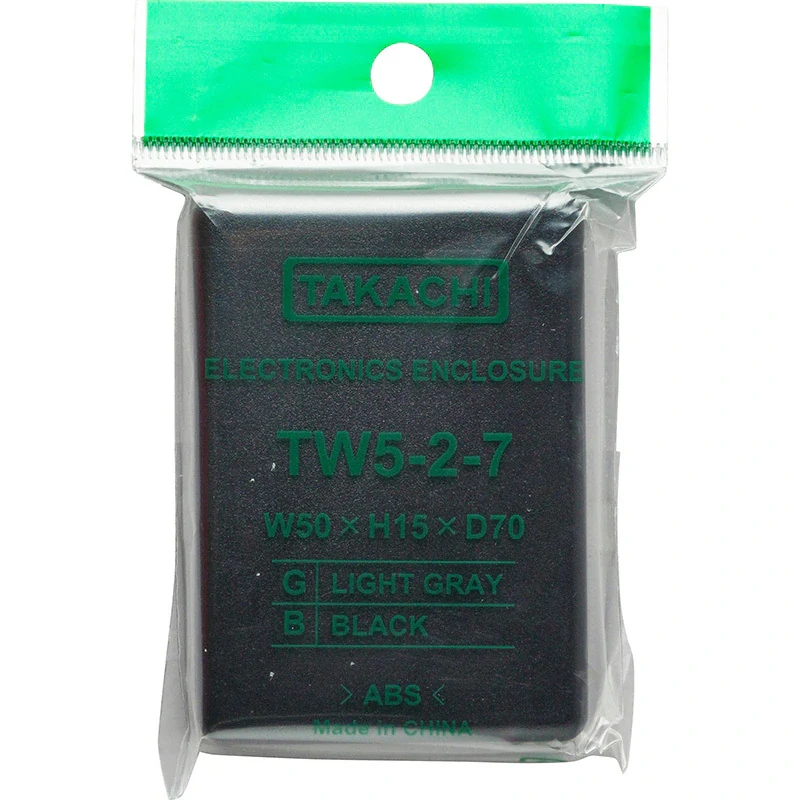 TAKACHI
ELECTRONICS ENCLOSURE
TW5-2-7
W50×H15×D70
G LIGHT GRAY
B BLACK
>ABS<
Made in CHINA